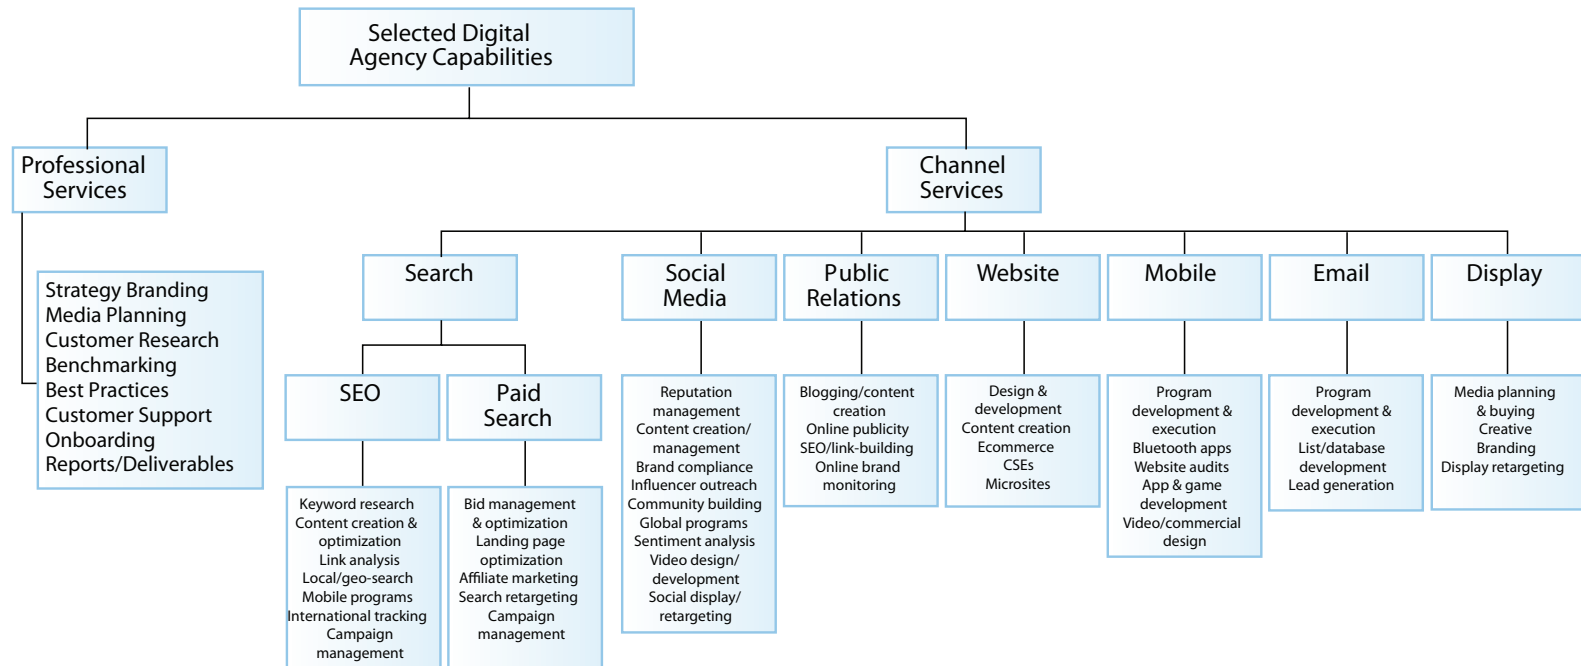 Selected Digital
Agency Capabilities
Professional
Services
Channel
Services
Strategy Branding
Media Planning
Customer Research
Benchmarking
Best Practices
Customer Support
Onboarding
Reports/Deliverables
Search
Social
Media
Public
Relations
Website
Mobile
Email
Display
SEO
Paid
Search
Keyword research
Content creation &
optimization
Link analysis
Local/geo-search
Mobile programs
International tracking
Campaign
management
Bid management
& optimization
Landing page
optimization
Affiliate marketing
Search retargeting
Campaign
management
Reputation
management
Content creation/
management
Brand compliance
Influencer outreach
Community building
Global programs
Sentiment analysis
Video design/
development
Social display/
retargeting
Blogging/content
creation
Online publicity
SEO/link-building
Online brand
monitoring
Design &
development
Content creation
Ecommerce
CSEs
Microsites
Program
development &
execution
Bluetooth apps
Website audits
App & game
development
Video/commercial
design
Program
development &
execution
List/database
development
Lead generation
Media planning
& buying
Creative
Branding
Display retargeting